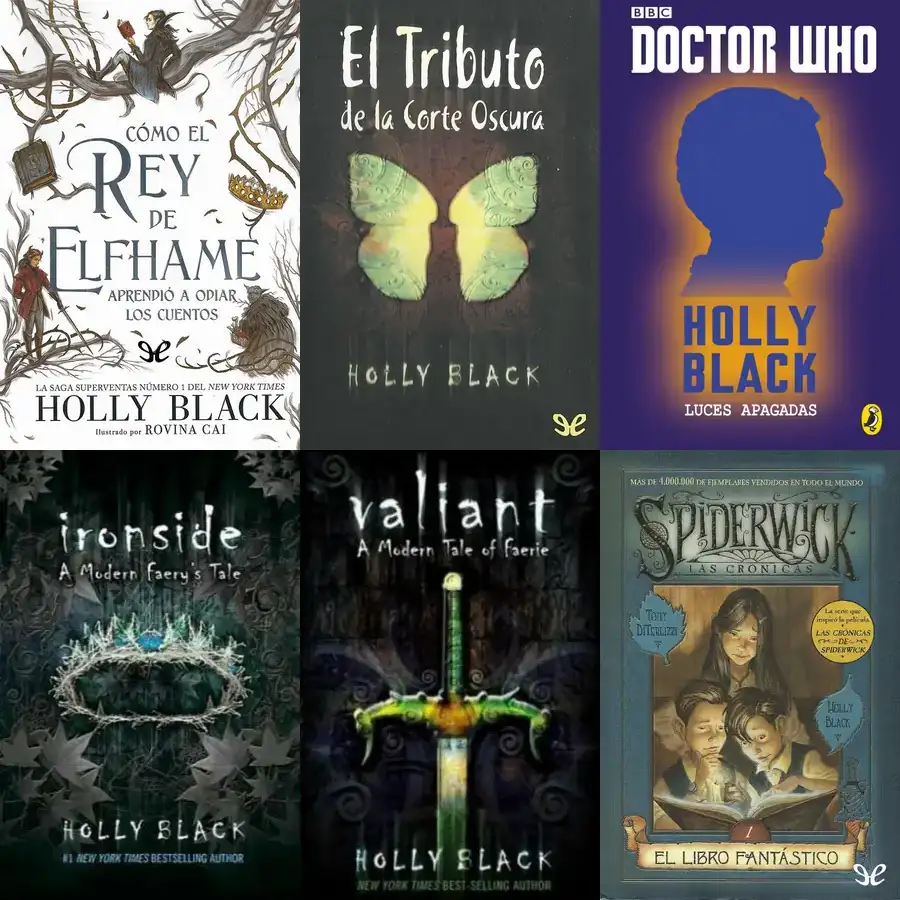 CÓMO EL
REY
DE
ELFHAME
APRENDIÓ A ODIAR
LOS CUENTOS
LA SAGA SUPERVENTAS NÚMERO 1 DEL NEW YORK TIMES
HOLLY BLACK
Ilustrado por ROVINA CAI
El Tributo
de la Corte Oscura
HOLLY BLACK
BBC
DOCTOR WHO
HOLLY
BLACK
LUCES APAGADAS
ironside
A Modern Faery's Tale
HOLLY BLACK
#1 NEW YORK TIMES BESTSELLING AUTHOR
valiant
A Modern Tale of Faerie
HOLLY BLACK
NEW YORK TIMES BEST-SELLING AUTHOR
MÁS DE 4.000.000 DE EJEMPLARES VENDIDOS EN TODO EL MUNDO
SPIDERWICK
LAS CRÓNICAS
TONY
DITERLIZZI
La serie que
inspiró la película
LAS CRÓNICAS
DE
SPIDERWICK
HOLLY
BLACK
1
EL LIBRO FANTÁSTICO